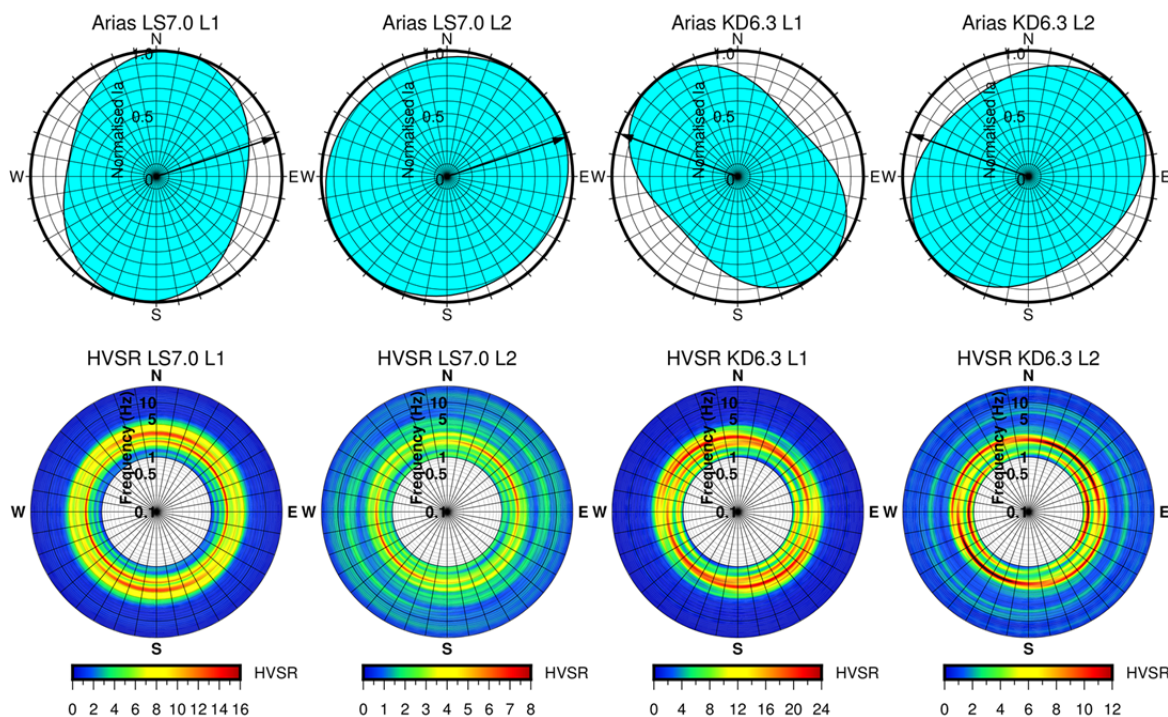 Arias LS7.0 L1
N
1.0
0.5
0
Normalised Ia
W
E
S
Arias LS7.0 L2
N
1.0
0.5
0
Normalised Ia
W
E
S
Arias KD6.3 L1
N
1.0
0.5
0
Normalised Ia
W
E
S
Arias KD6.3 L2
N
1.0
0.5
0
Normalised Ia
W
E
S
HVSR LS7.0 L1
N
10
5
1
0.5
0.1
Frequency (Hz)
W
E
S
0 2 4 6 8 10 12 14 16
HVSR
HVSR LS7.0 L2
N
10
5
1
0.5
0.1
Frequency (Hz)
W
E
S
0 1 2 3 4 5 6 7 8
HVSR
HVSR KD6.3 L1
N
10
5
1
0.5
0.1
Frequency (Hz)
W
E
S
0 4 8 12 16 20 24
HVSR
HVSR KD6.3 L2
N
10
5
1
0.5
0.1
Frequency (Hz)
W
E
S
0 2 4 6 8 10 12
HVSR